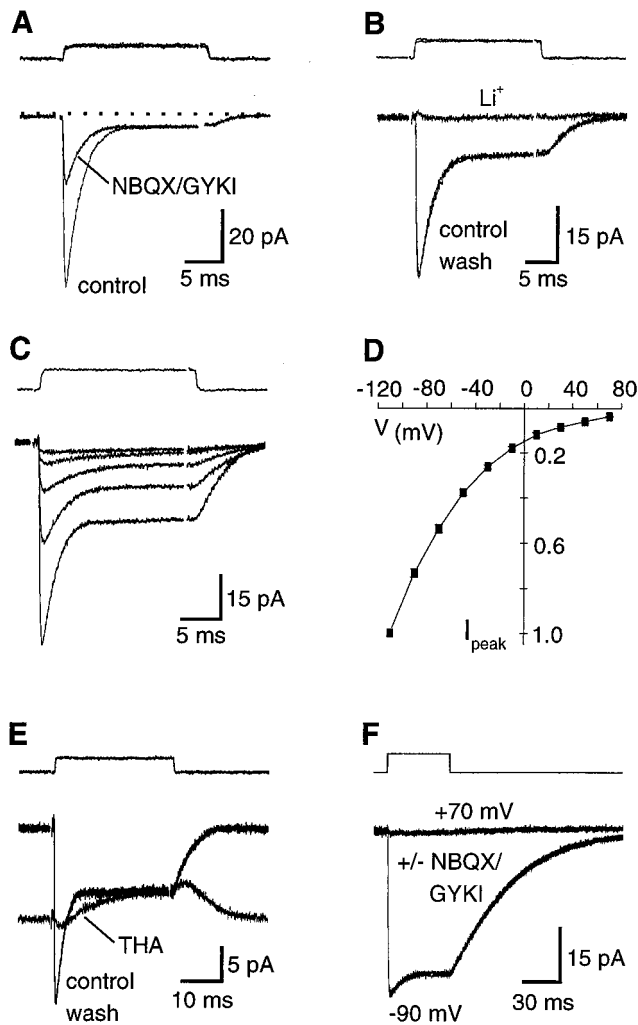 A
NBQX/GYKI
control
20 pA
5 ms
B
Li⁺
control
wash
15 pA
5 ms
C
15 pA
5 ms
D
-120 -80 -40 0 40 80
V (mV)
0.2
0.6
1.0
I peak
E
THA
control
wash
5 pA
10 ms
F
+70 mV
+/- NBQX/
GYKI
-90 mV
15 pA
30 ms